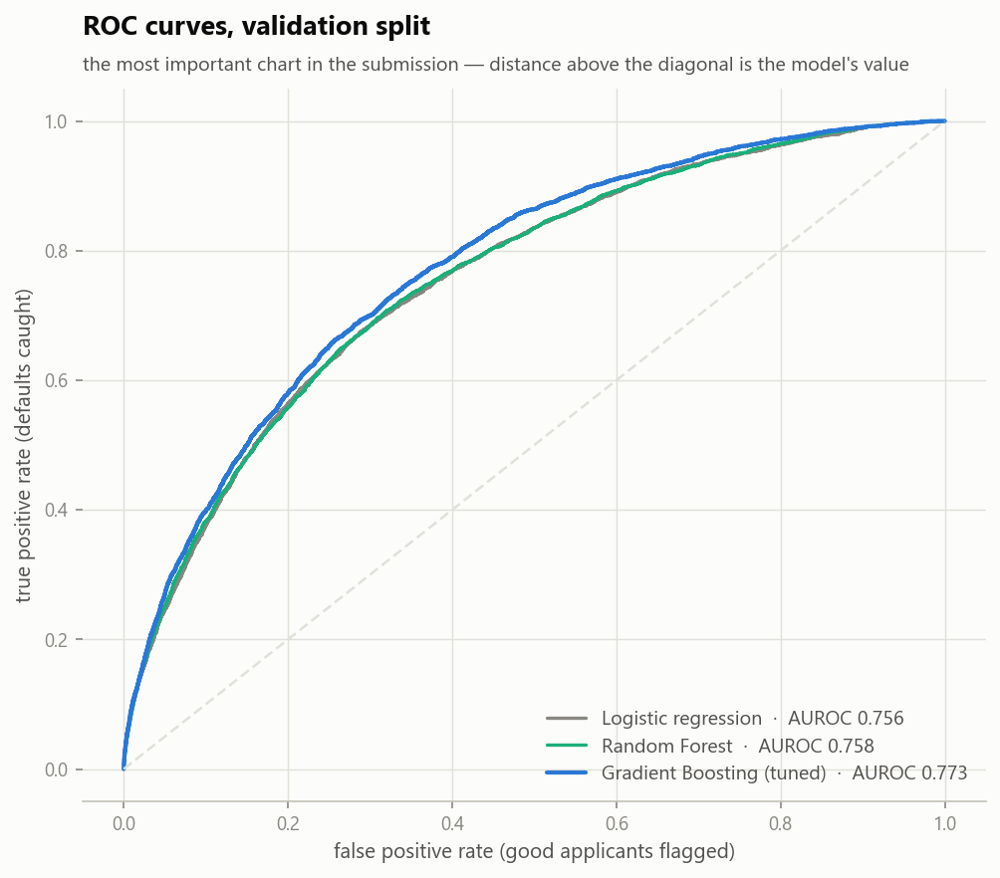 ROC curves, validation split
the most important chart in the submission — distance above the diagonal is the model's value
true positive rate (defaults caught)
1.0
0.8
0.6
0.4
0.2
0.0
Logistic regression · AUROC 0.756
Random Forest · AUROC 0.758
Gradient Boosting (tuned) · AUROC 0.773
0.0 0.2 0.4 0.6 0.8 1.0
false positive rate (good applicants flagged)